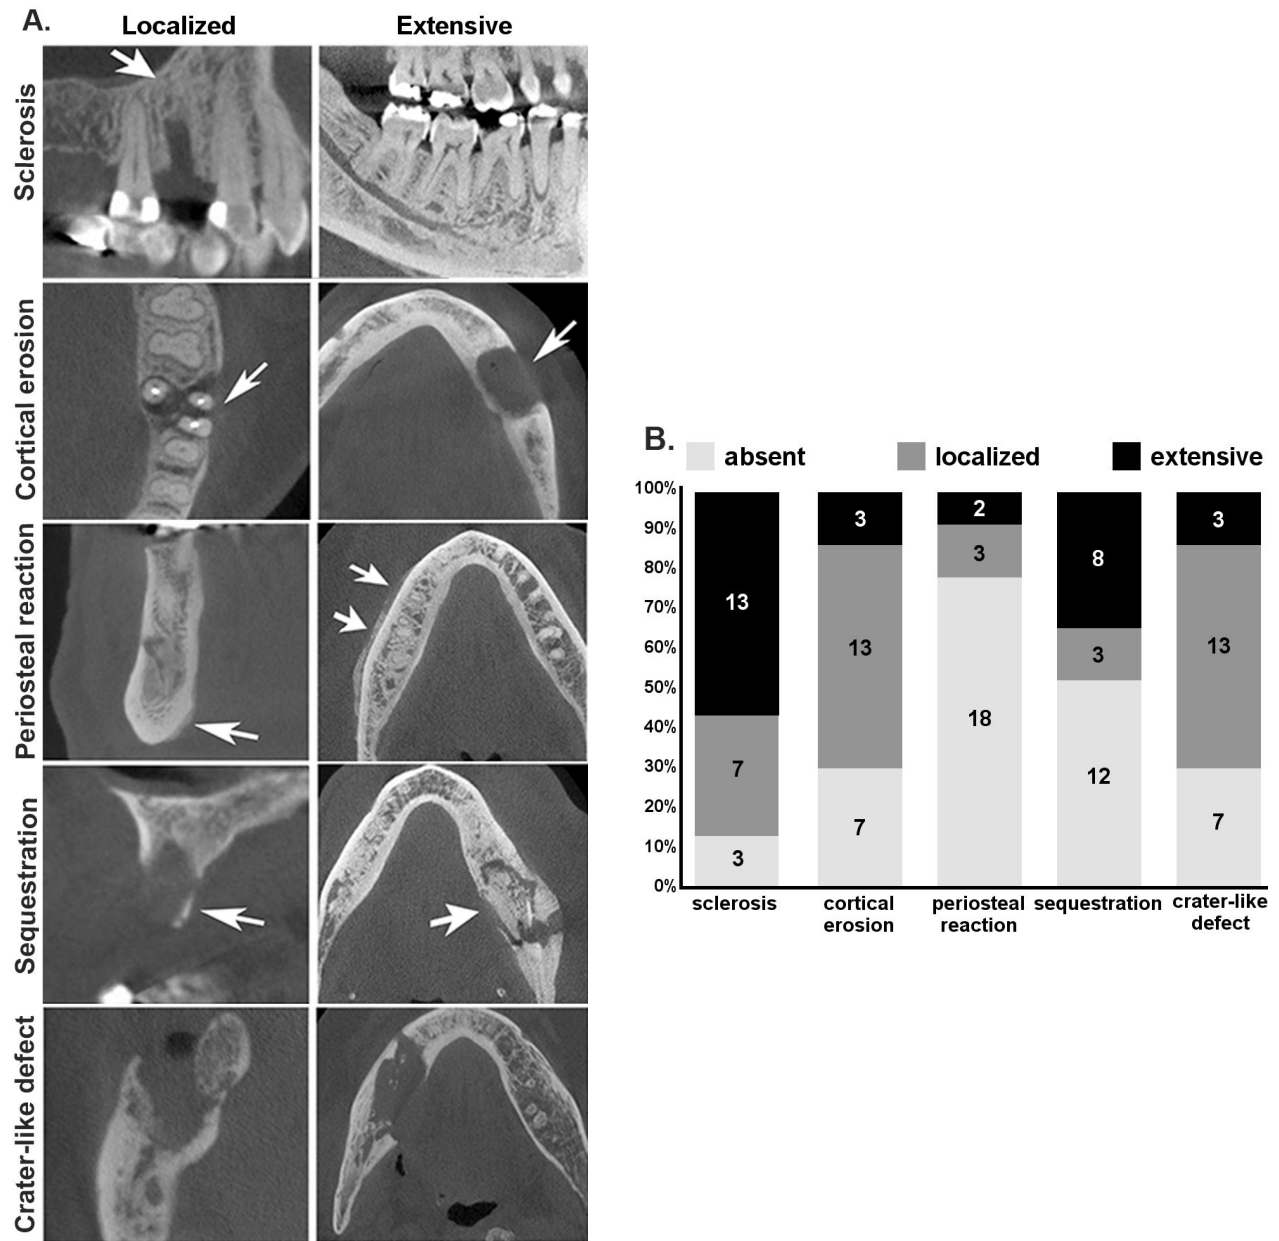 A.
Localized Extensive
Sclerosis
Cortical erosion
Periosteal reaction
Sequestration
Crater-like defect
B.
absent localized extensive
100%
90%
80%
70%
60%
50%
40%
30%
20%
10%
0%
13
7
3
3
13
7
2
3
18
8
3
12
3
13
7
sclerosis
cortical
erosion
periosteal
reaction
sequestration
crater-like
defect